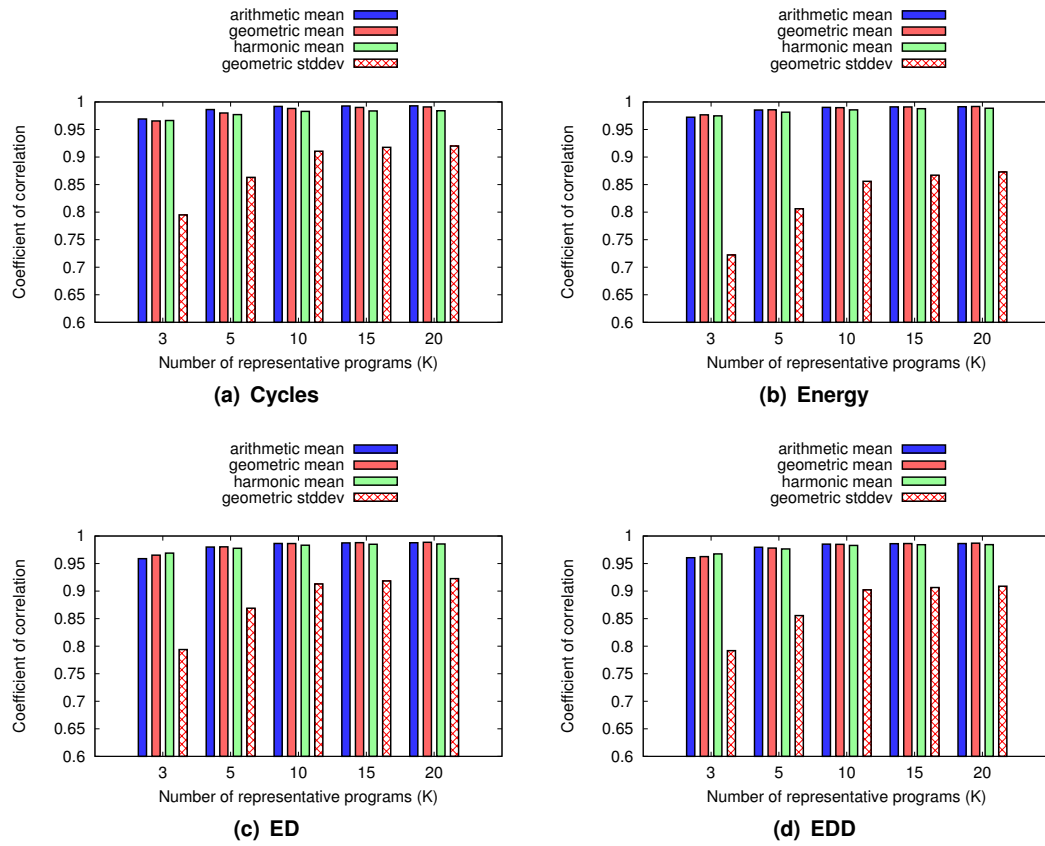 arithmetic mean
geometric mean
harmonic mean
geometric stddev
1
0.95
0.9
0.85
0.8
0.75
0.7
0.65
0.6
Coefficient of correlation
3 5 10 15 20
Number of representative programs (K)
(a) Cycles
arithmetic mean
geometric mean
harmonic mean
geometric stddev
1
0.95
0.9
0.85
0.8
0.75
0.7
0.65
0.6
Coefficient of correlation
3 5 10 15 20
Number of representative programs (K)
(b) Energy
arithmetic mean
geometric mean
harmonic mean
geometric stddev
1
0.95
0.9
0.85
0.8
0.75
0.7
0.65
0.6
Coefficient of correlation
3 5 10 15 20
Number of representative programs (K)
(c) ED
arithmetic mean
geometric mean
harmonic mean
geometric stddev
1
0.95
0.9
0.85
0.8
0.75
0.7
0.65
0.6
Coefficient of correlation
3 5 10 15 20
Number of representative programs (K)
(d) EDD